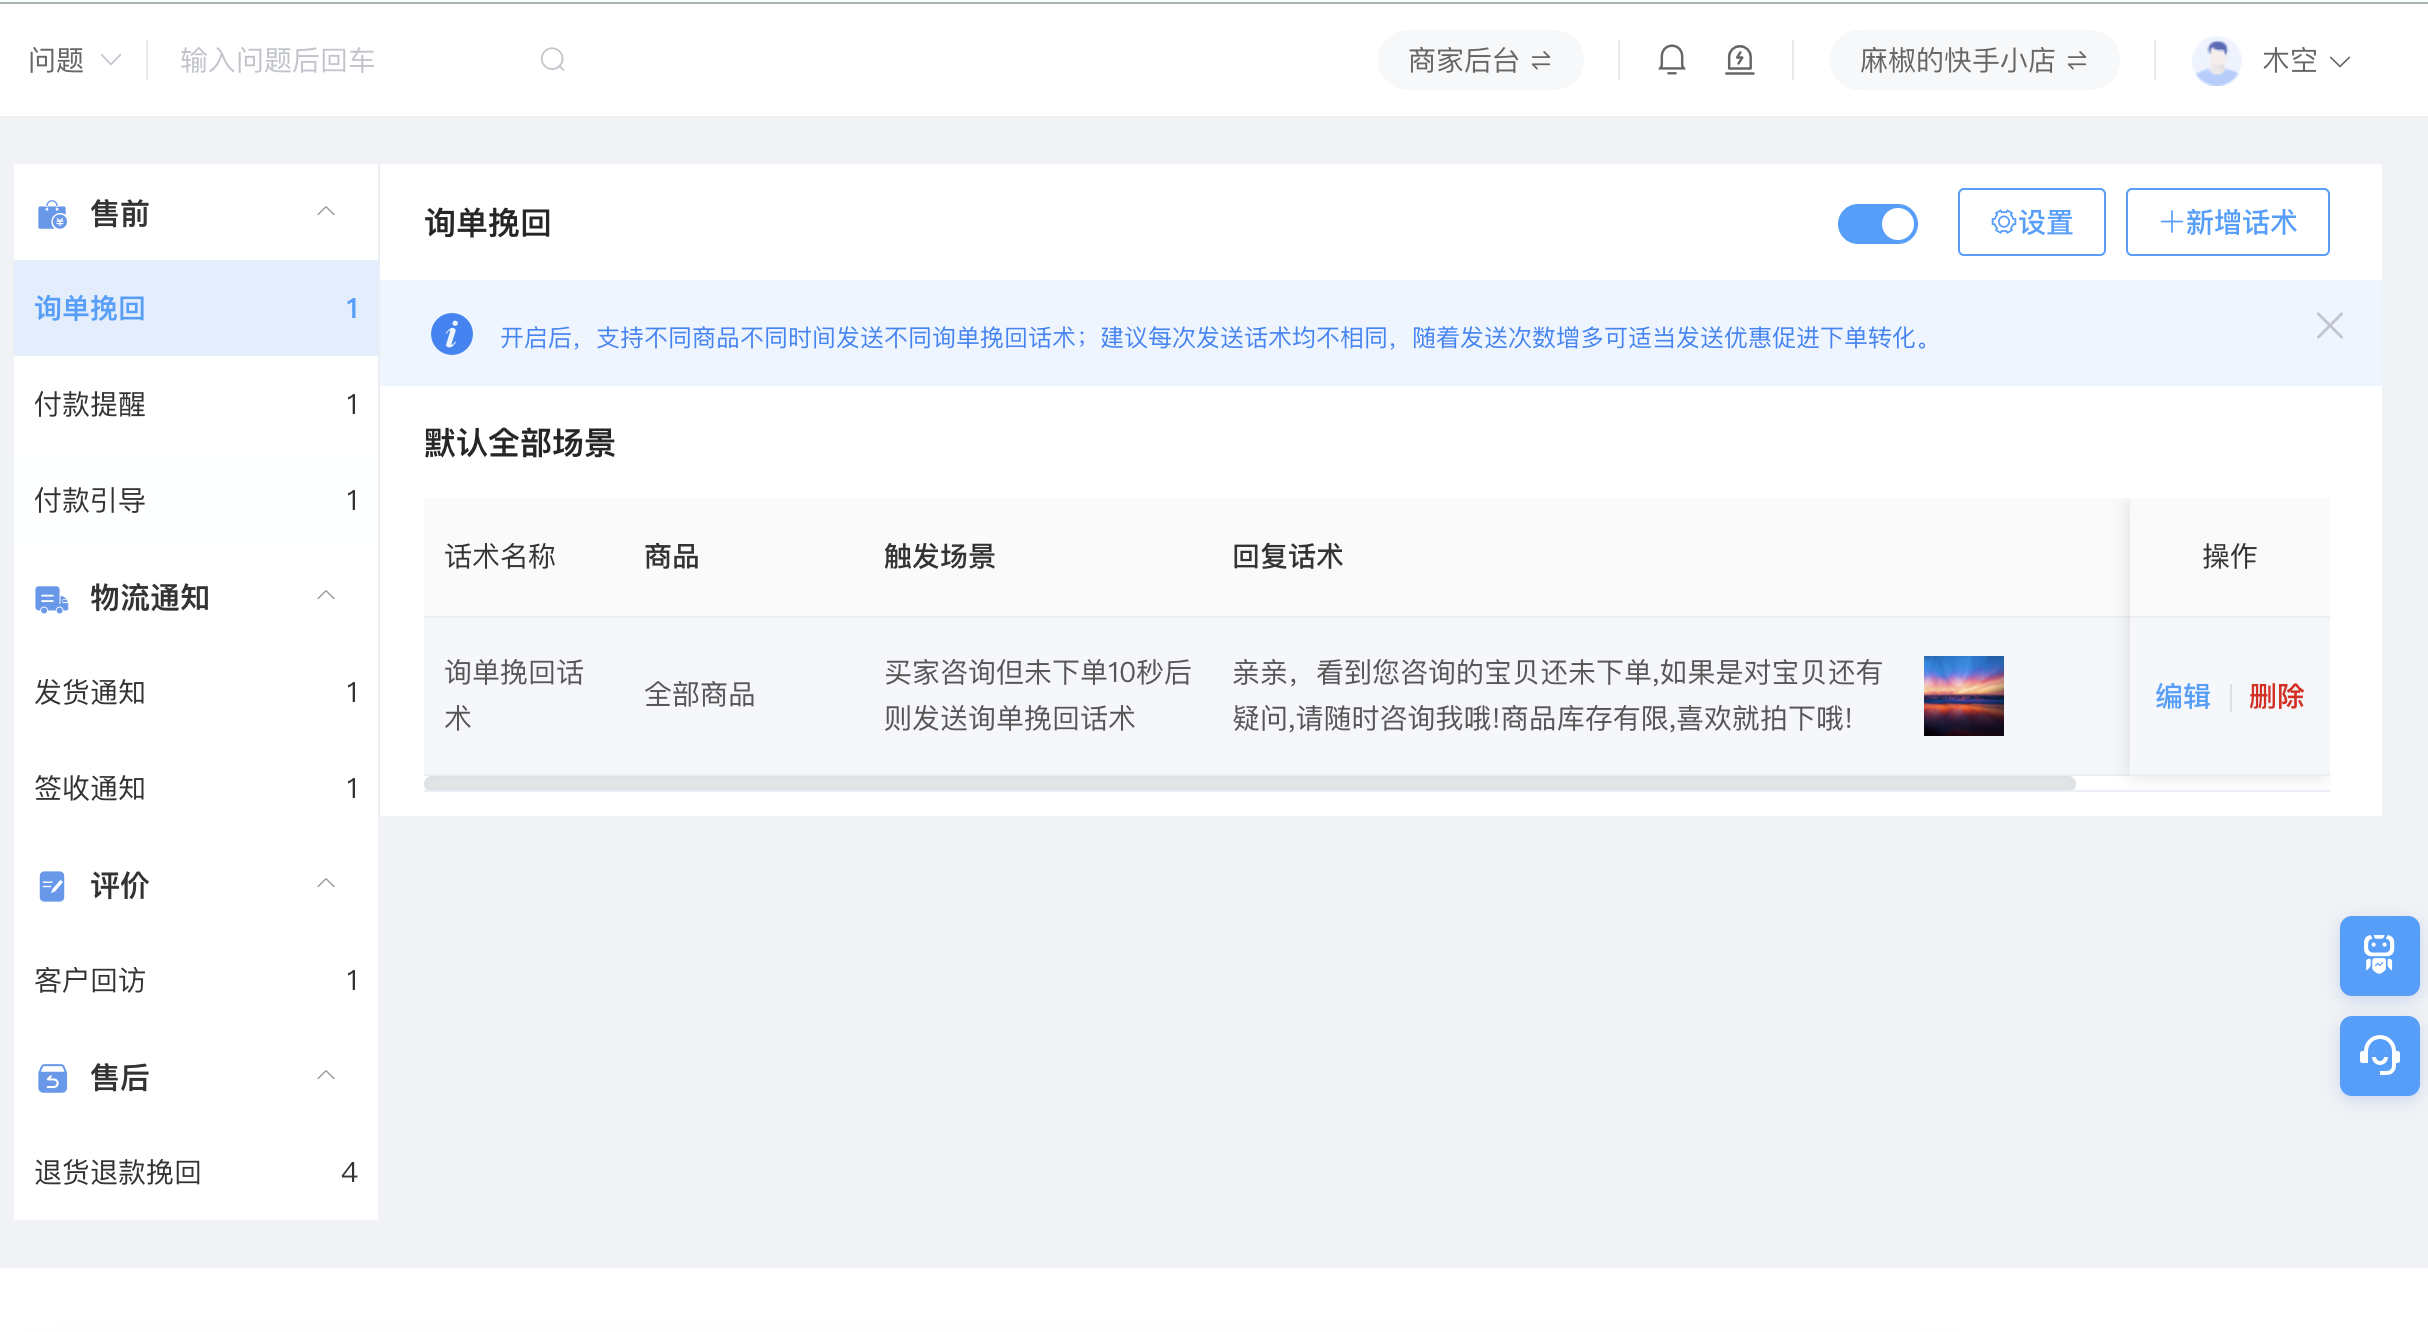 问题
输入问题后回车
商家后台
麻椒的快手小店
木空
售前
询单挽回 1
付款提醒 1
付款引导 1
物流通知
发货通知 1
签收通知 1
评价
客户回访 1
售后
退货退款挽回 4
询单挽回
设置
新增话术
开启后，支持不同商品不同时间发送不同询单挽回话术；建议每次发送话术均不相同，随着发送次数增多可适当发送优惠促进下单转化。
默认全部场景
话术名称 商品 触发场景 回复话术 操作
询单挽回话
术
全部商品
买家咨询但未下单10秒后
则发送询单挽回话术
亲亲，看到您咨询的宝贝还未下单,如果是对宝贝还有
疑问,请随时咨询我哦!商品库存有限,喜欢就拍下哦!
编辑 删除